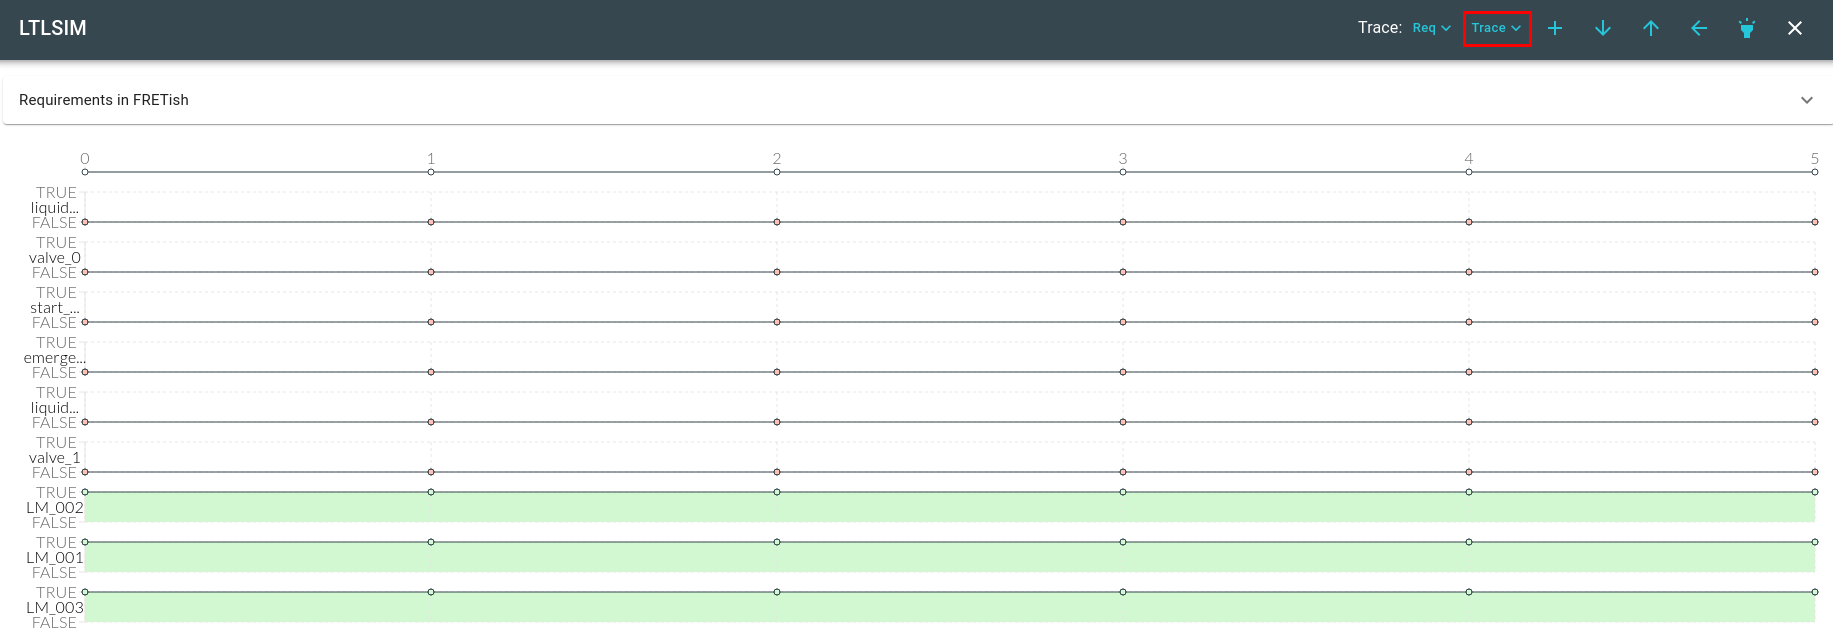 LTLSIM
Trace: Req Trace
Requirements in FRETish
0 1 2 3 4 5
TRUE
liquid...
FALSE
TRUE
valve_0
FALSE
TRUE
start_...
FALSE
TRUE
emerge...
FALSE
TRUE
liquid...
FALSE
TRUE
valve_1
FALSE
TRUE
LM_002
FALSE
TRUE
LM_001
FALSE
TRUE
LM_003
FALSE